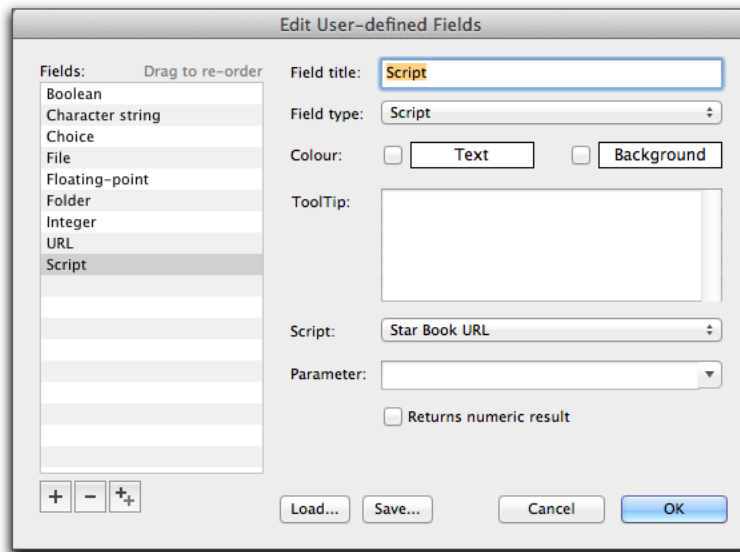 Edit User-defined Fields
Fields: Drag to re-order
Boolean
Character string
Choice
File
Floating-point
Folder
Integer
URL
Script
Field title: Script
Field type: Script
Colour: Text Background
ToolTip:
Script: Star Book URL
Parameter:
Returns numeric result
Load... Save... Cancel OK